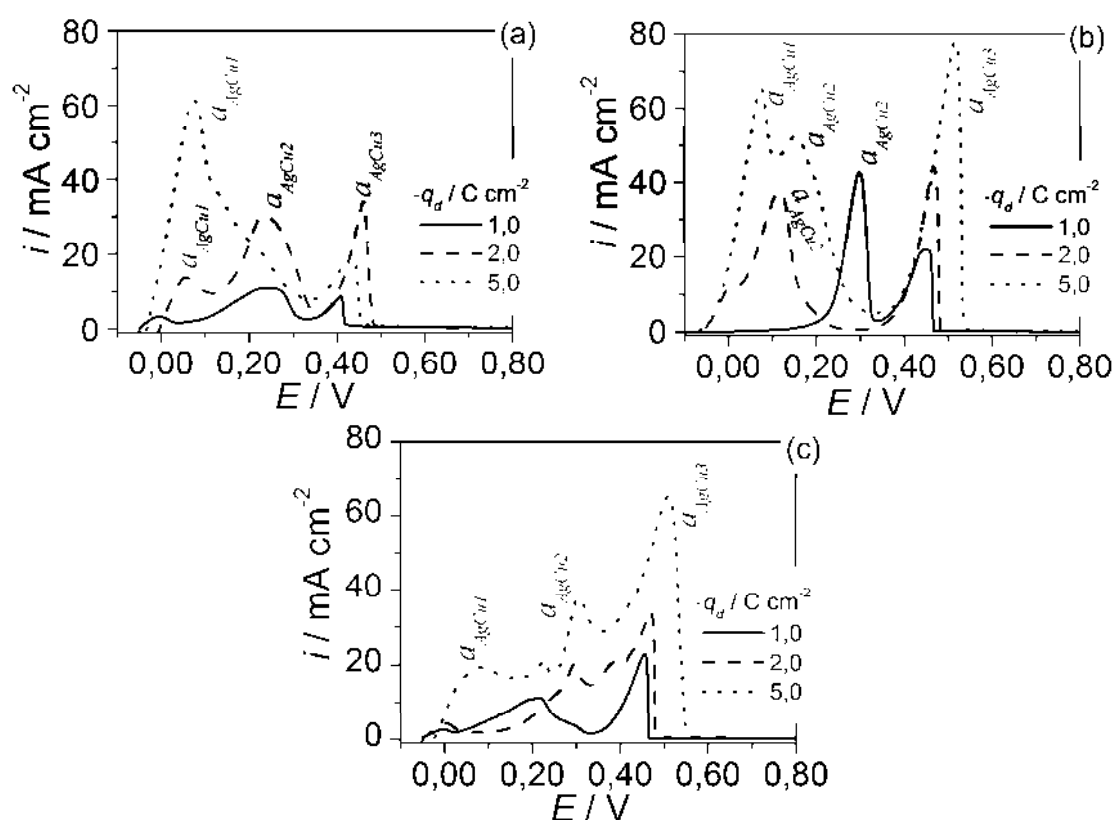 (a)
i / mA cm-2
80
60
40
20
0
0,00 0,20 0,40 0,60 0,80
E / V
aAgCu1
aAgCu1
aAgCu2
aAgCu3
-qd / C cm-2
1,0
2,0
5,0
(b)
i / mA cm-2
80
60
40
20
0
0,00 0,20 0,40 0,60 0,80
E / V
aAgCu1
aAgCu2
aAgCu2
aAgCu3
-qd / C cm-2
1,0
2,0
5,0
(c)
i / mA cm-2
80
60
40
20
0
0,00 0,20 0,40 0,60 0,80
E / V
aAgCu1
aAgCu2
aAgCu3
-qd / C cm-2
1,0
2,0
5,0